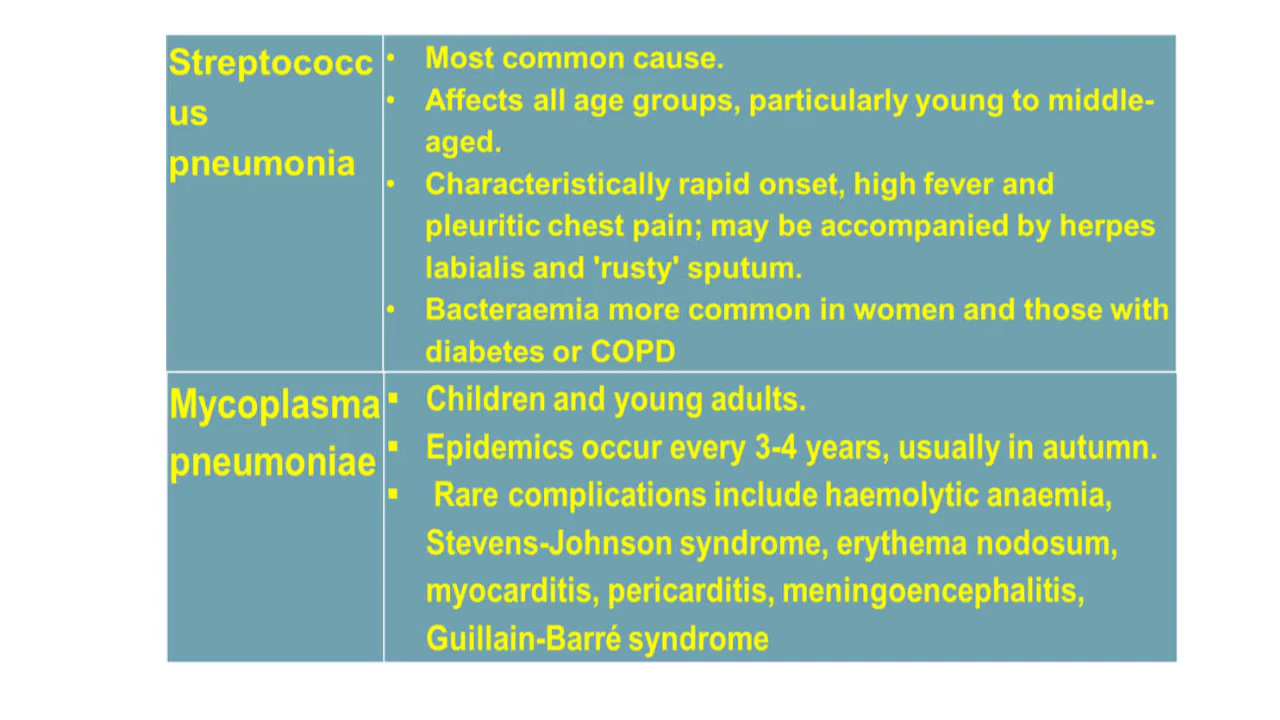 Streptococc
us
pneumonia
• Most common cause.
• Affects all age groups, particularly young to middle-
aged.
• Characteristically rapid onset, high fever and
pleuritic chest pain; may be accompanied by herpes
labialis and 'rusty' sputum.
• Bacteraemia more common in women and those with
diabetes or COPD
Mycoplasma
pneumoniae
▪ Children and young adults.
▪ Epidemics occur every 3-4 years, usually in autumn.
▪ Rare complications include haemolytic anaemia,
Stevens-Johnson syndrome, erythema nodosum,
myocarditis, pericarditis, meningoencephalitis,
Guillain-Barré syndrome